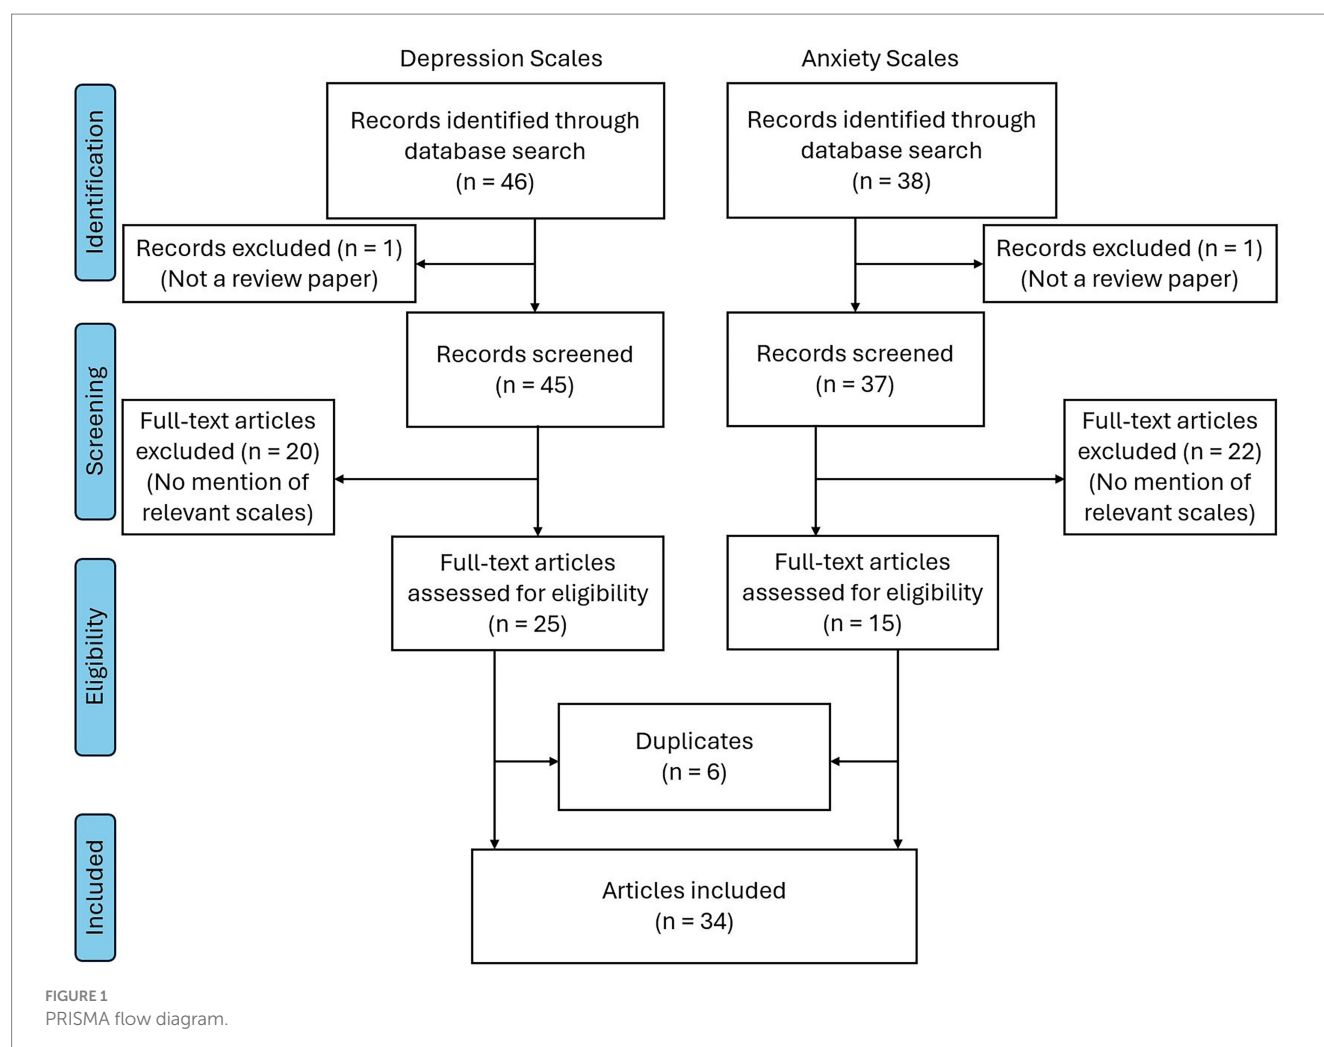 Depression Scales
Anxiety Scales
Identification
Records identified through
database search
(n = 46)
Records identified through
database search
(n = 38)
Records excluded (n = 1)
(Not a review paper)
Records excluded (n = 1)
(Not a review paper)
Screening
Records screened
(n = 45)
Records screened
(n = 37)
Full-text articles
excluded (n = 20)
(No mention of
relevant scales)
Full-text articles
excluded (n = 22)
(No mention of
relevant scales)
Eligibility
Full-text articles
assessed for eligibility
(n = 25)
Full-text articles
assessed for eligibility
(n = 15)
Duplicates
(n = 6)
Included
Articles included
(n = 34)
FIGURE 1
PRISMA flow diagram.